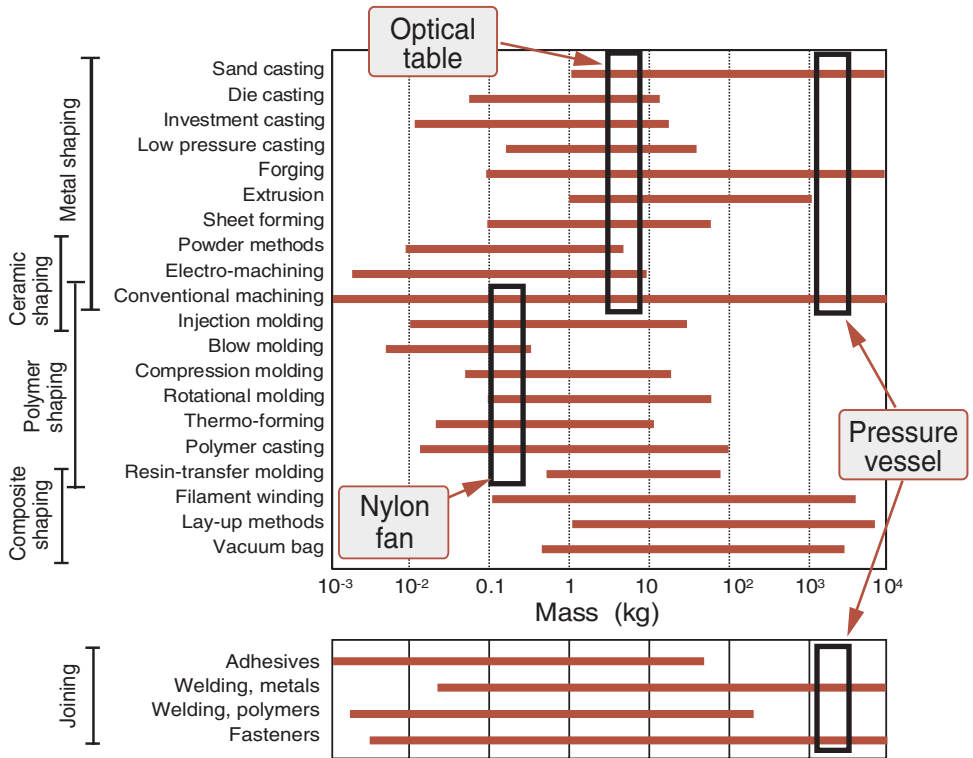 Optical
table
Metal shaping
Ceramic
shaping
Polymer
shaping
Composite
shaping
Sand casting
Die casting
Investment casting
Low pressure casting
Forging
Extrusion
Sheet forming
Powder methods
Electro-machining
Conventional machining
Injection molding
Blow molding
Compression molding
Rotational molding
Thermo-forming
Polymer casting
Resin-transfer molding
Filament winding
Lay-up methods
Vacuum bag
Pressure
vessel
Nylon
fan
10-3 10-2 0.1 1 10 10² 10³ 10⁴
Mass (kg)
Joining
Adhesives
Welding, metals
Welding, polymers
Fasteners